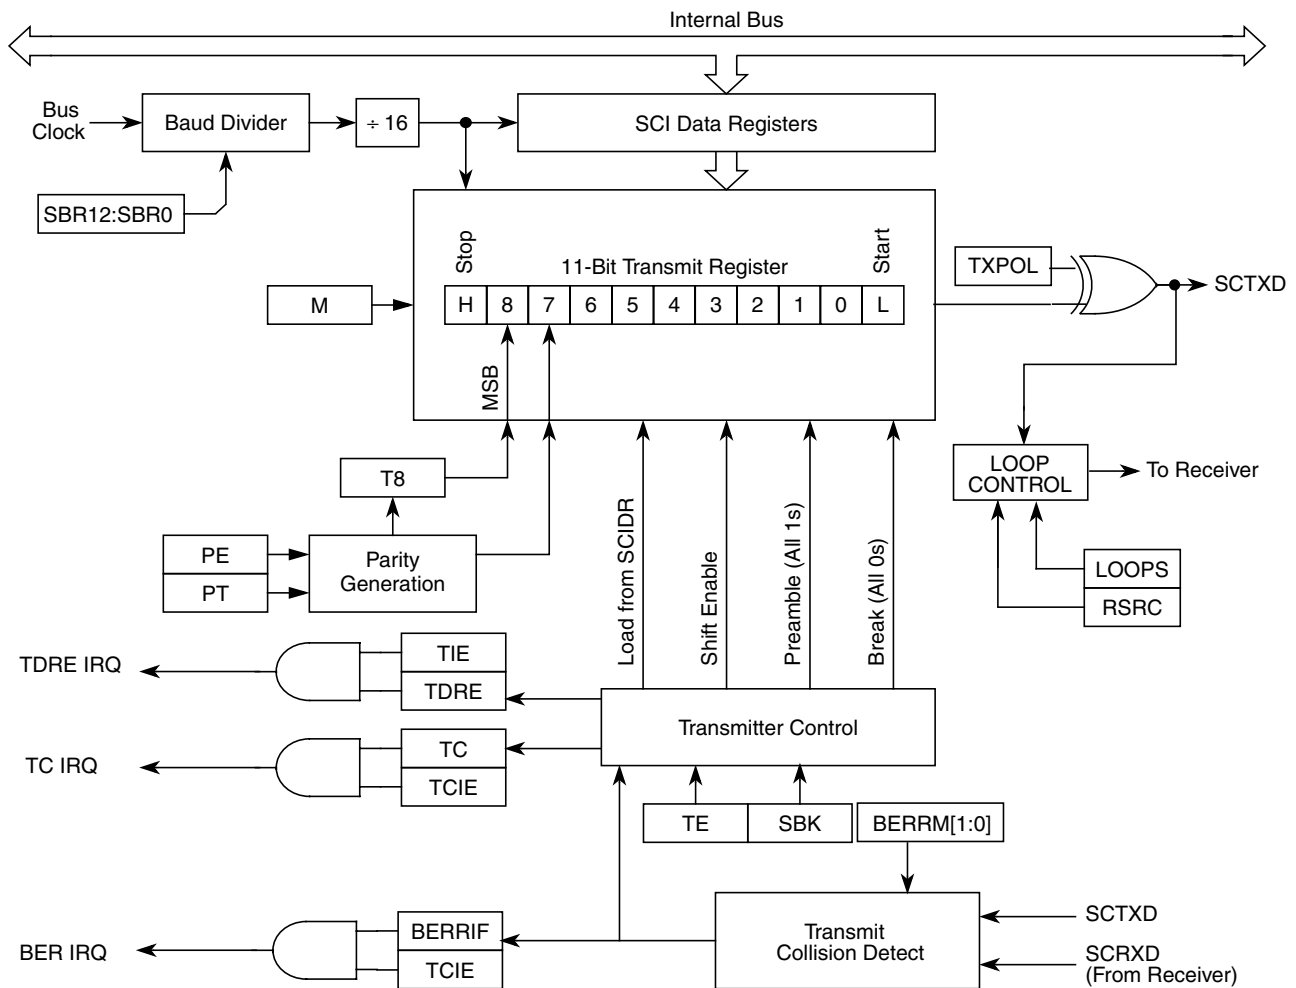 Internal Bus
Bus
Clock
Baud Divider
÷ 16
SCI Data Registers
SBR12:SBR0
Stop
11-Bit Transmit Register
Start
TXPOL
SCTXD
M
H 8 7 6 5 4 3 2 1 0 L
MSB
T8
LOOP
CONTROL
To Receiver
PE
PT
Parity
Generation
Load from SCIDR
Shift Enable
Preamble (All 1s)
Break (All 0s)
LOOPS
RSRC
TDRE IRQ
TIE
TDRE
Transmitter Control
TC IRQ
TC
TCIE
TE
SBK
BERRM[1:0]
BER IRQ
BERRIF
TCIE
Transmit
Collision Detect
SCTXD
SCRXD
(From Receiver)